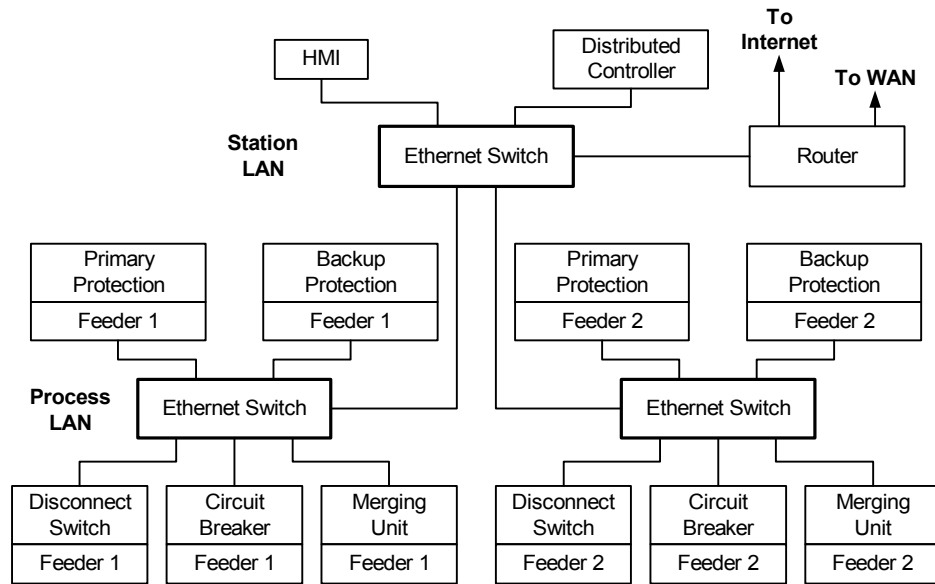 To
Internet
To WAN
HMI
Distributed
Controller
Station
LAN
Ethernet Switch
Router
Primary
Protection
Feeder 1
Backup
Protection
Feeder 1
Primary
Protection
Feeder 2
Backup
Protection
Feeder 2
Process
LAN
Ethernet Switch
Ethernet Switch
Disconnect
Switch
Feeder 1
Circuit
Breaker
Feeder 1
Merging
Unit
Feeder 1
Disconnect
Switch
Feeder 2
Circuit
Breaker
Feeder 2
Merging
Unit
Feeder 2